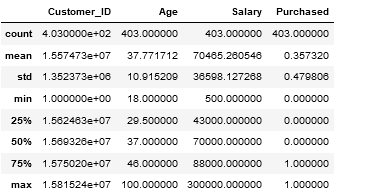 Customer_ID Age Salary Purchased
count 4.030000e+02 403.000000 403.000000 403.000000
mean 1.557473e+07 37.771712 70465.260546 0.357320
std 1.352373e+06 10.915209 36598.127268 0.479806
min 1.000000e+00 18.000000 500.000000 0.000000
25% 1.562463e+07 29.500000 43000.000000 0.000000
50% 1.569326e+07 37.000000 70000.000000 0.000000
75% 1.575020e+07 46.000000 88000.000000 1.000000
max 1.581524e+07 100.000000 300000.000000 1.000000